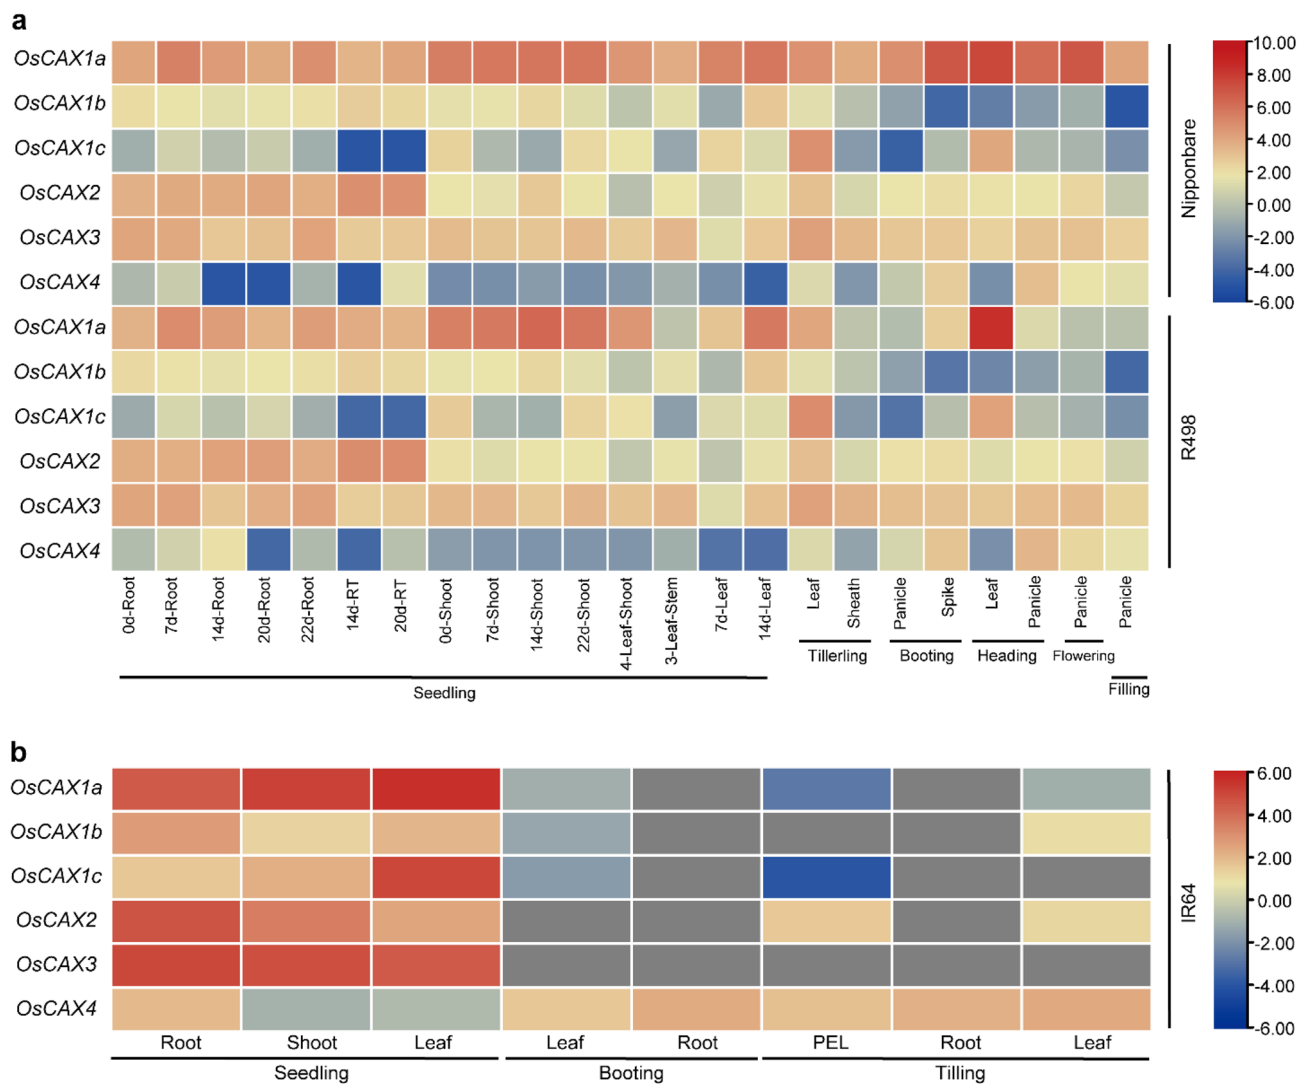 a
OsCAX1a
OsCAX1b
OsCAX1c
OsCAX2
OsCAX3
OsCAX4
OsCAX1a
OsCAX1b
OsCAX1c
OsCAX2
OsCAX3
OsCAX4
Nipponbare
R498
10.00
8.00
6.00
4.00
2.00
0.00
-2.00
-4.00
-6.00
0d-Root
7d-Root
14d-Root
20d-Root
22d-Root
14d-RT
20d-RT
0d-Shoot
7d-Shoot
14d-Shoot
22d-Shoot
4-Leaf-Shoot
3-Leaf-Stem
7d-Leaf
14d-Leaf
Leaf
Sheath
Panicle
Spike
Leaf
Panicle
Panicle
Panicle
Seedling
Tillerling
Booting
Heading
Flowering
Filling
b
OsCAX1a
OsCAX1b
OsCAX1c
OsCAX2
OsCAX3
OsCAX4
IR64
6.00
4.00
2.00
0.00
-2.00
-4.00
-6.00
Root Shoot Leaf Leaf Root PEL Root Leaf
Seedling Booting Tilling